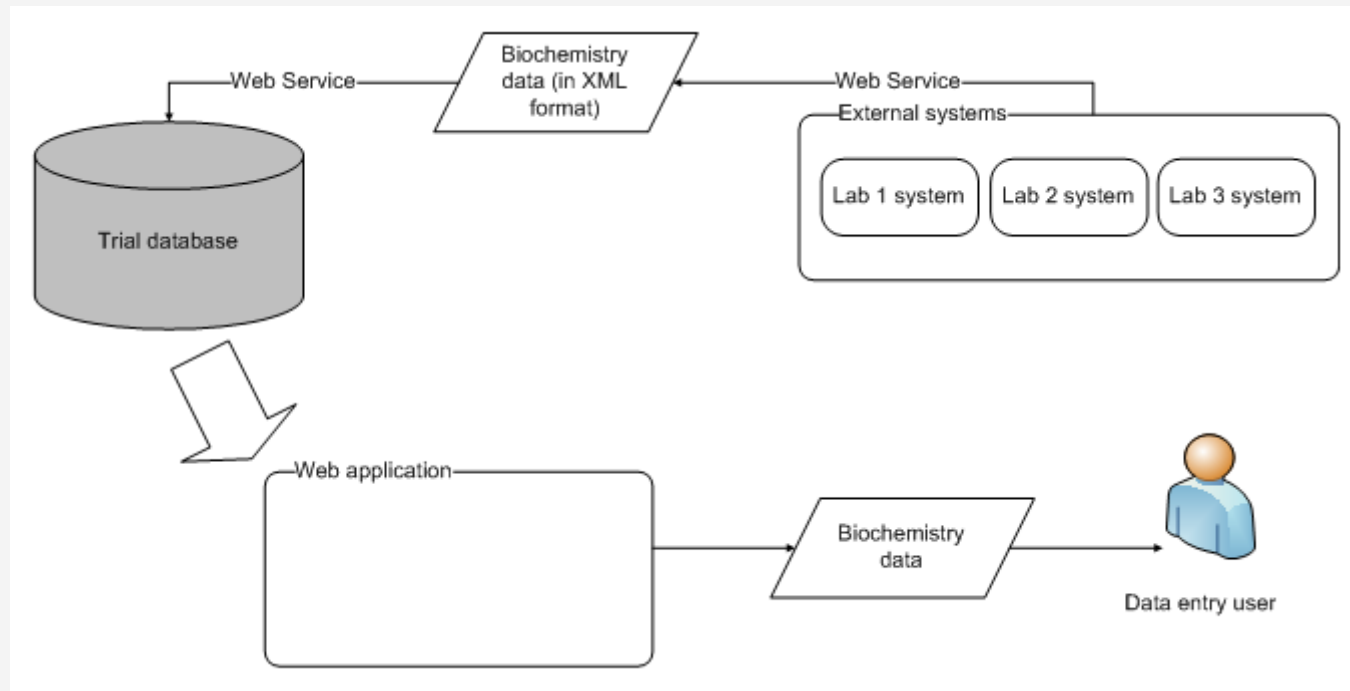 Biochemistry
data (in XML
format)
Web Service
Web Service
External systems
Lab 1 system
Lab 2 system
Lab 3 system
Trial database
Web application
Biochemistry
data
Data entry user